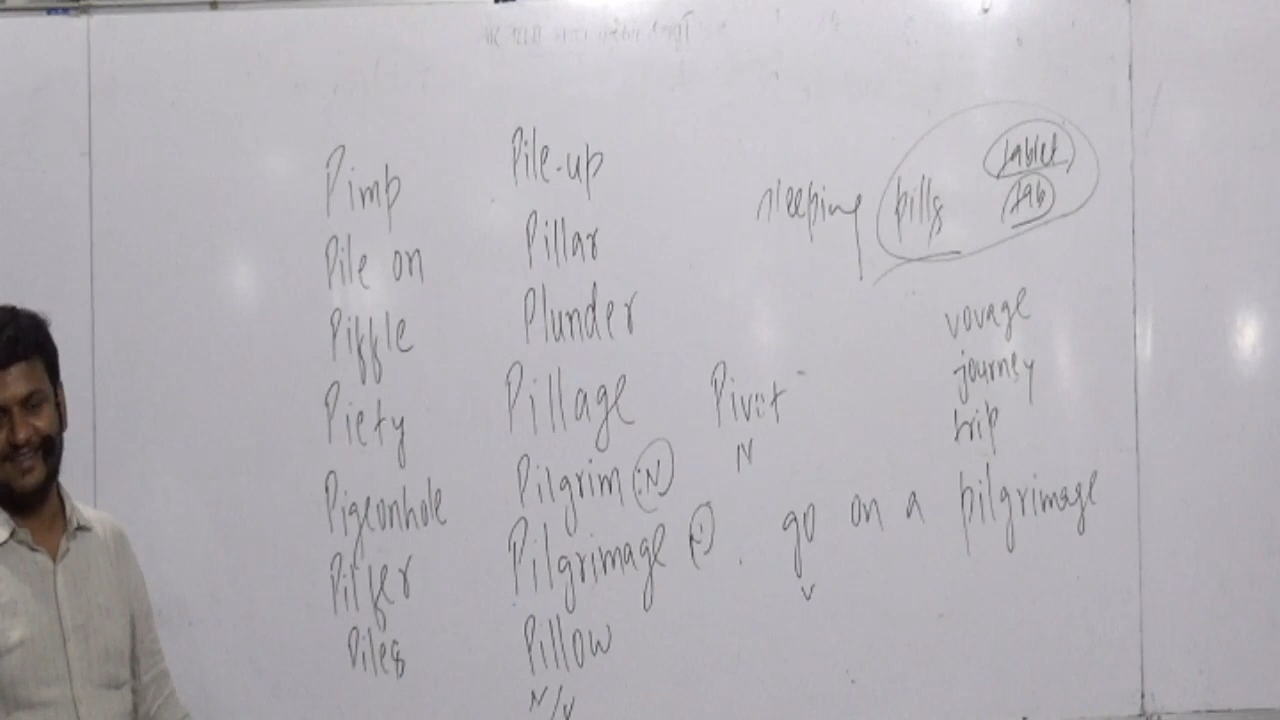 Pimp
Pile on
Piffle
Piety
Pigeonhole
Pilfer
Piles
Pile-up
Pillar
Plunder
Pillage
Pilgrim (N)
Pilgrimage
Pillow
N/V
Pivot
N
sleeping pills
tablet
tab
vovage
journey
trip
go on a pilgrimage
v